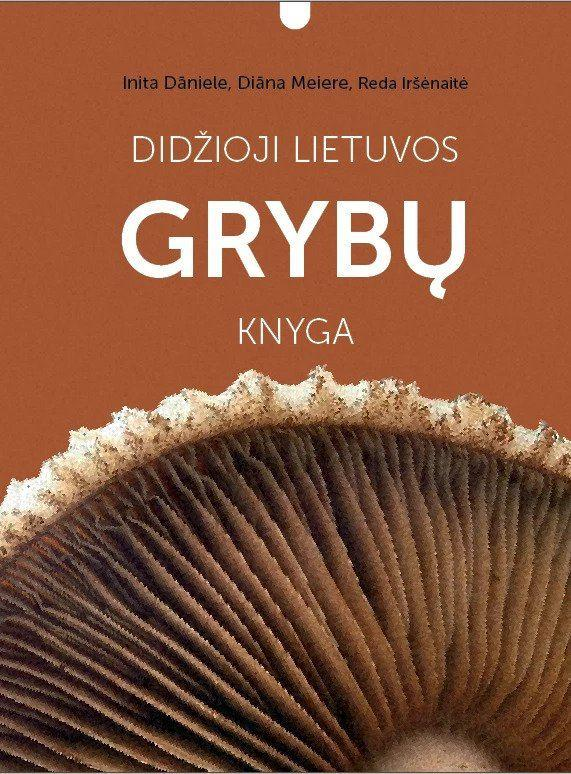 Inita Dāniele, Diāna Meiere, Reda Iršėnaitė
DIDŽIOJI LIETUVOS
GRYBŲ
KNYGA